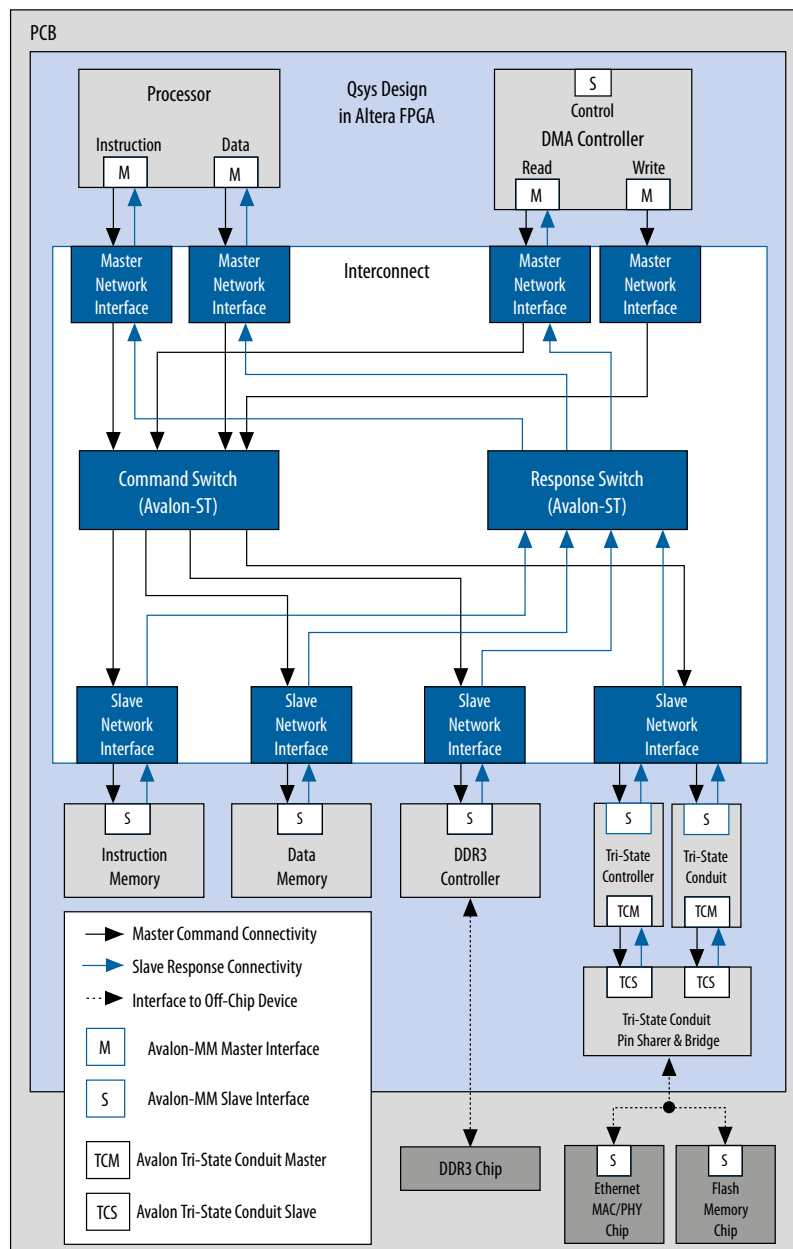 PCB
Processor
Qsys Design
in Altera FPGA
S
Control
DMA Controller
Instruction
Data
Read
Write
M
M
M
M
Master
Network
Interface
Master
Network
Interface
Interconnect
Master
Network
Interface
Master
Network
Interface
Command Switch
(Avalon-ST)
Response Switch
(Avalon-ST)
Slave
Network
Interface
Slave
Network
Interface
Slave
Network
Interface
Slave
Network
Interface
S
Instruction
Memory
S
Data
Memory
S
DDR3
Controller
S
Tri-State
Controller
TCM
S
Tri-State
Conduit
TCM
TCS
TCS
Tri-State Conduit
Pin Sharer & Bridge
Master Command Connectivity
Slave Response Connectivity
Interface to Off-Chip Device
M
Avalon-MM Master Interface
S
Avalon-MM Slave Interface
TCM
Avalon Tri-State Conduit Master
TCS
Avalon Tri-State Conduit Slave
DDR3 Chip
S
Ethernet
MAC/PHY
Chip
S
Flash
Memory
Chip